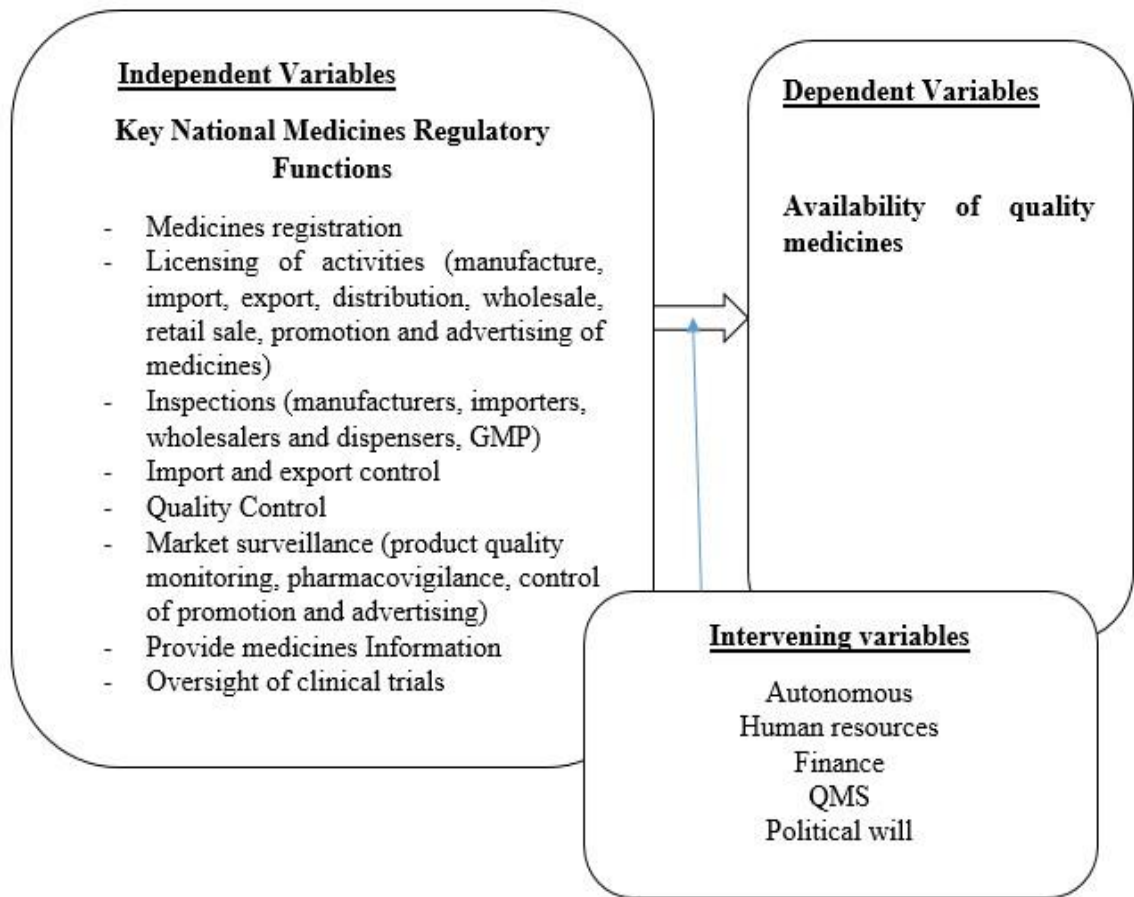 Independent Variables
Key National Medicines Regulatory
Functions
- Medicines registration
- Licensing of activities (manufacture,
import, export, distribution, wholesale,
retail sale, promotion and advertising of
medicines)
- Inspections (manufacturers, importers,
wholesalers and dispensers, GMP)
- Import and export control
- Quality Control
- Market surveillance (product quality
monitoring, pharmacovigilance, control
of promotion and advertising)
- Provide medicines Information
- Oversight of clinical trials
Dependent Variables
Availability of quality
medicines
Intervening variables
Autonomous
Human resources
Finance
QMS
Political will